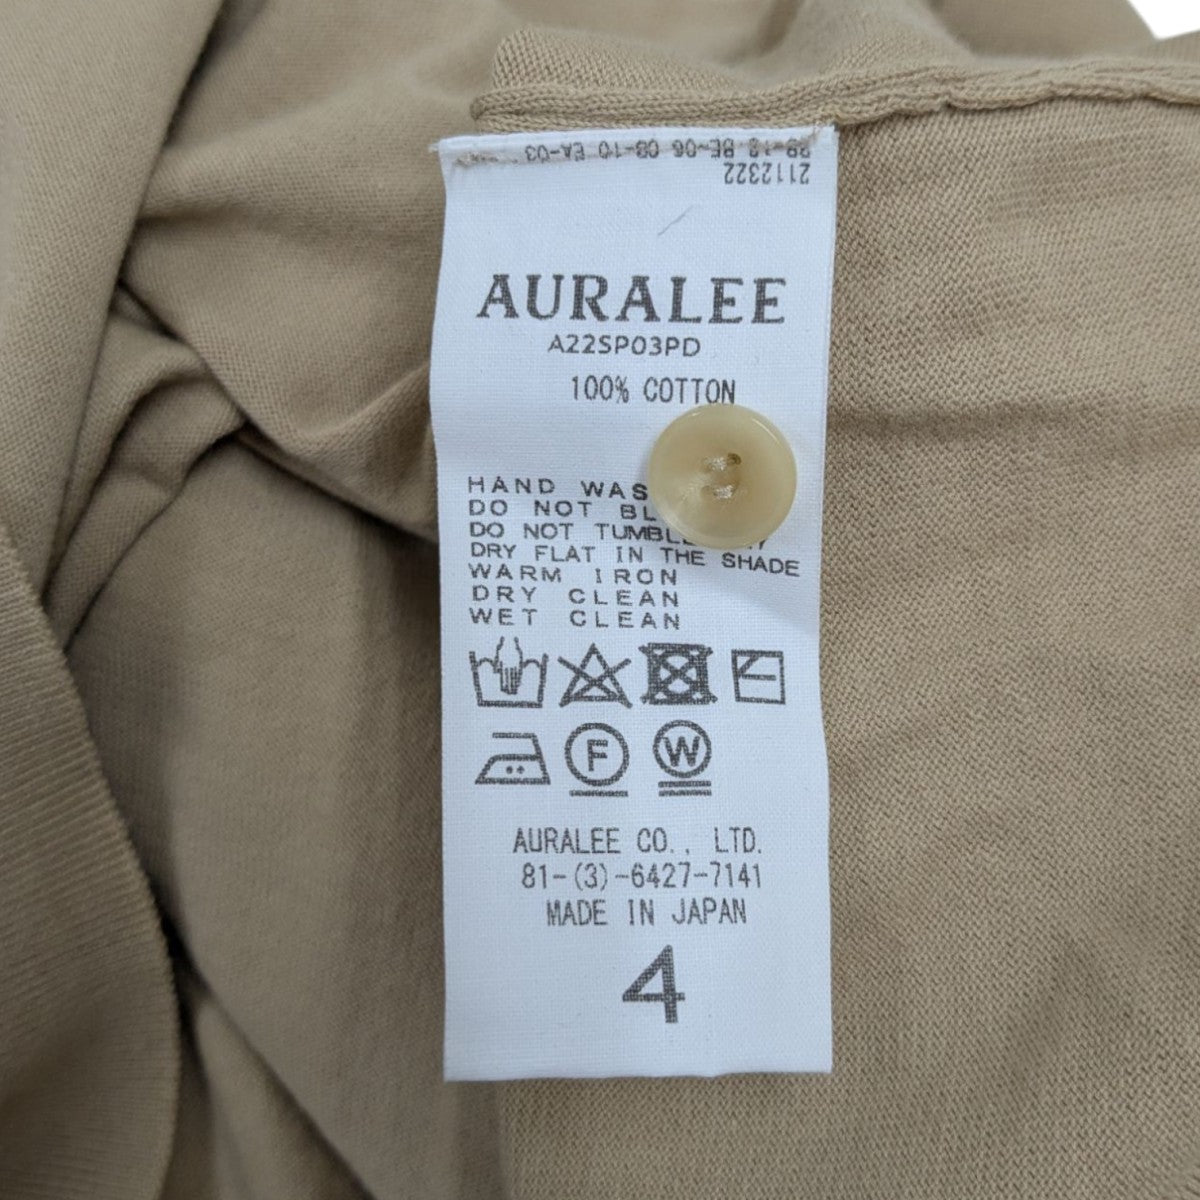 2112322
AURALEE
A22SP03PD
100% COTTON
HAND WAS
DO NOT BL
DO NOT TUMBLE
DRY FLAT IN THE SHADE
WARM IRON
DRY CLEAN
WET CLEAN
F
W
AURALEE CO., LTD.
81-(3)-6427-7141
MADE IN JAPAN
4